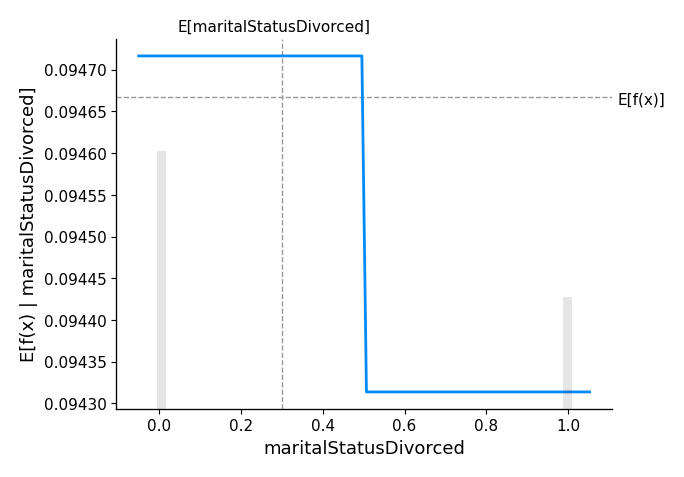 E[maritalStatusDivorced]
0.09470
0.09465
0.09460
0.09455
0.09450
0.09445
0.09440
0.09435
0.09430
E[f(x) | maritalStatusDivorced]
E[f(x)]
0.0 0.2 0.4 0.6 0.8 1.0
maritalStatusDivorced